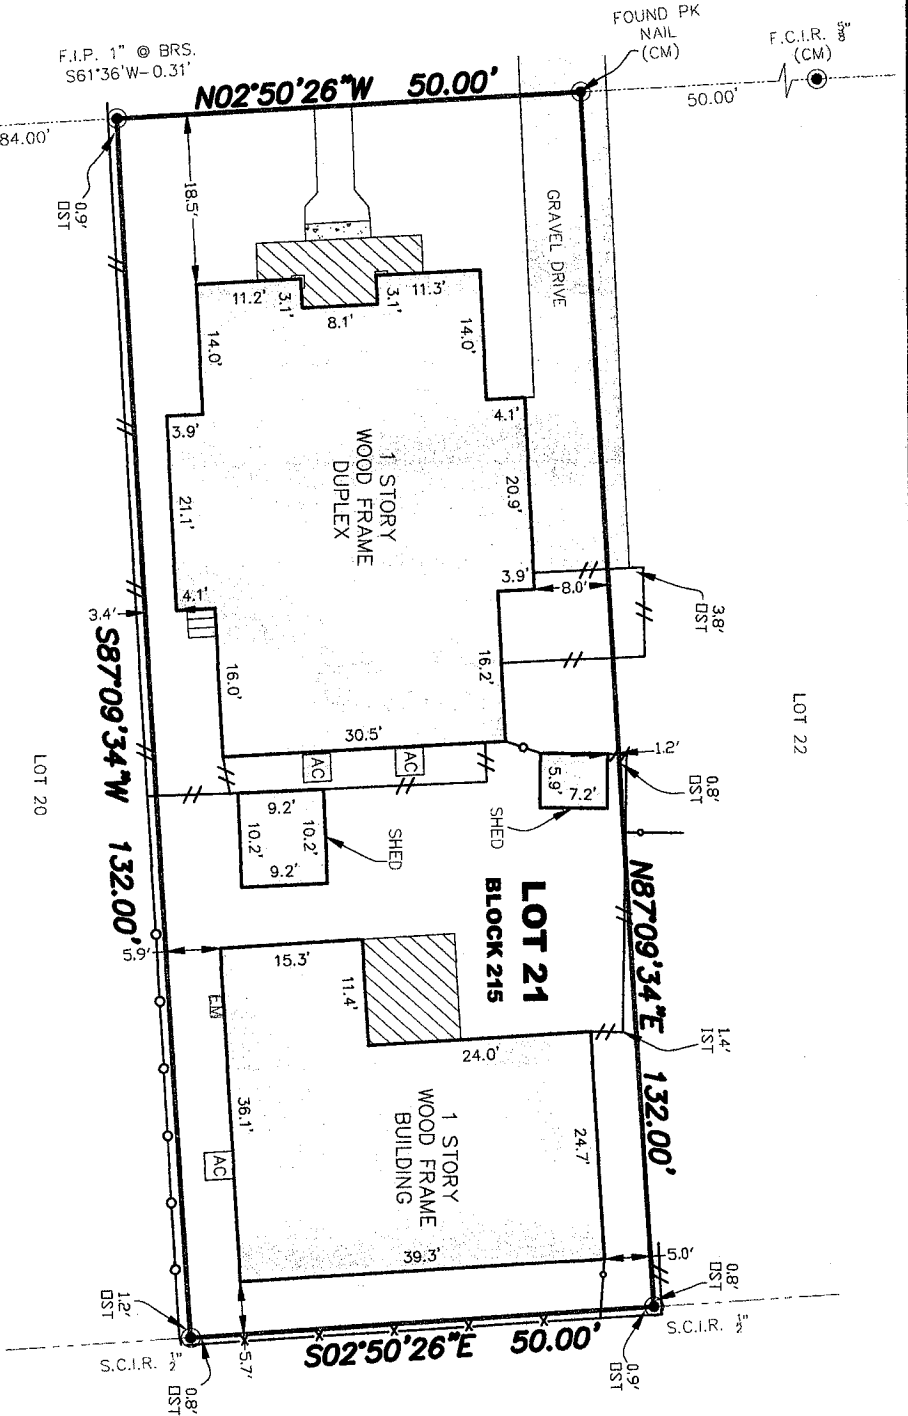 FOUND PK
NAIL
(CM)
F.C.I.R. 5/8"
(CM)
F.I.P. 1" @ BRS.
S61°36'W-0.31'
N02°50'26"W 50.00'
50.00'
84.00'
0.9'
OST
18.5'
GRAVEL DRIVE
11.2'
3.1'
8.1'
3.1'
11.3'
14.0'
14.0'
3.9'
4.1'
1 STORY
WOOD FRAME
DUPLEX
21.1'
20.9'
3.9'
8.0'
3.8'
OST
4.1'
3.4'
16.0'
16.2'
30.5'
LOT 22
S87°09'34"W 132.00'
LOT 20
AC
AC
1.2'
0.8'
OST
5.9'
7.2'
SHED
9.2'
10.2'
10.2'
9.2'
SHED
LOT 21
BLOCK 215
N87°09'34"E 132.00'
5.9'
15.3'
11.4'
E.M
1.4'
IST
24.0'
36.1'
1 STORY
WOOD FRAME
BUILDING
24.7'
AC
39.3'
5.0'
0.8'
OST
1.2'
OST
S02°50'26"E 50.00'
S.C.I.R. 1/2"
S.C.I.R. 1/2"
5.7'
0.8'
OST
0.9'
OST